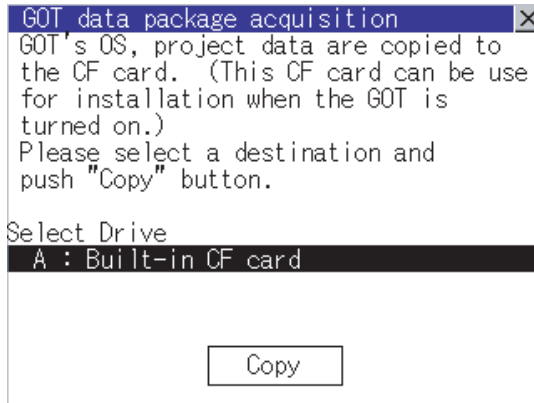 GOT data package acquisition ×
GOT's OS, project data are copied to
the CF card. (This CF card can be use
for installation when the GOT is
turned on.)
Please select a destination and
push "Copy" button.
Select Drive
A : Built-in CF card
Copy